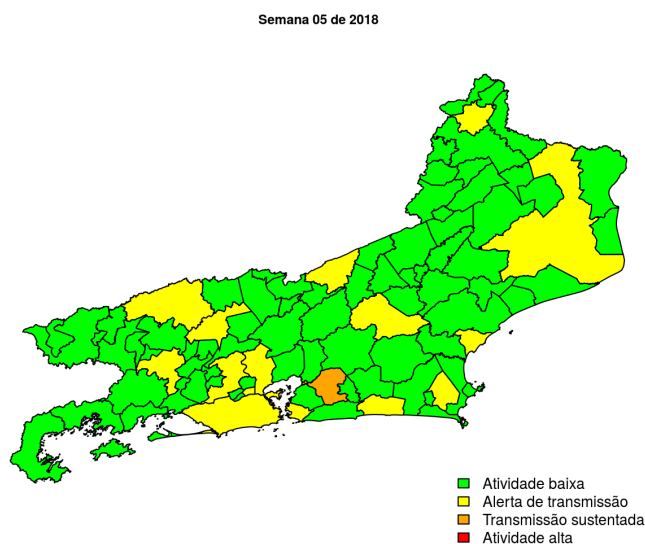 Semana 05 de 2018
Atividade baixa
Alerta de transmissão
Transmissão sustentada
Atividade alta